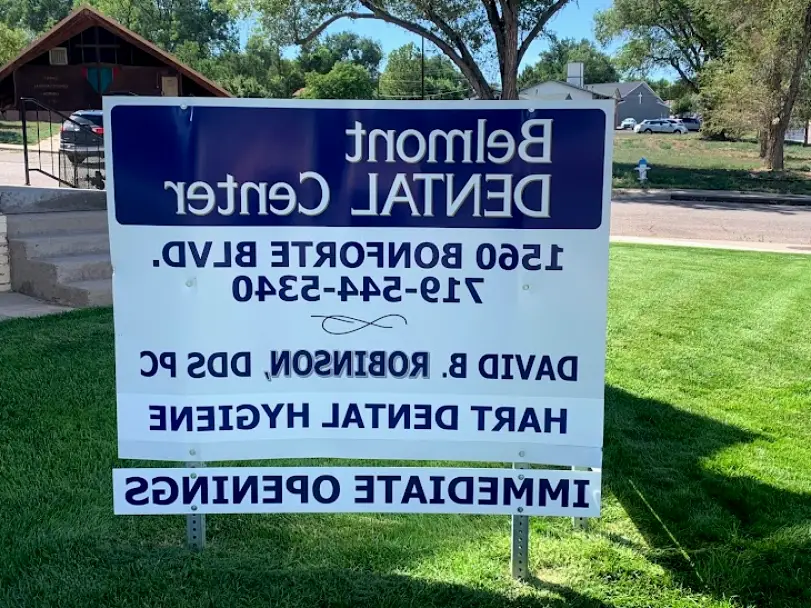 Belmont
DENTAL Center
1560 BONFORTE BLVD.
719-544-5340
DAVID B. ROBINSON, DDS PC
HART DENTAL HYGIENE
IMMEDIATE OPENINGS